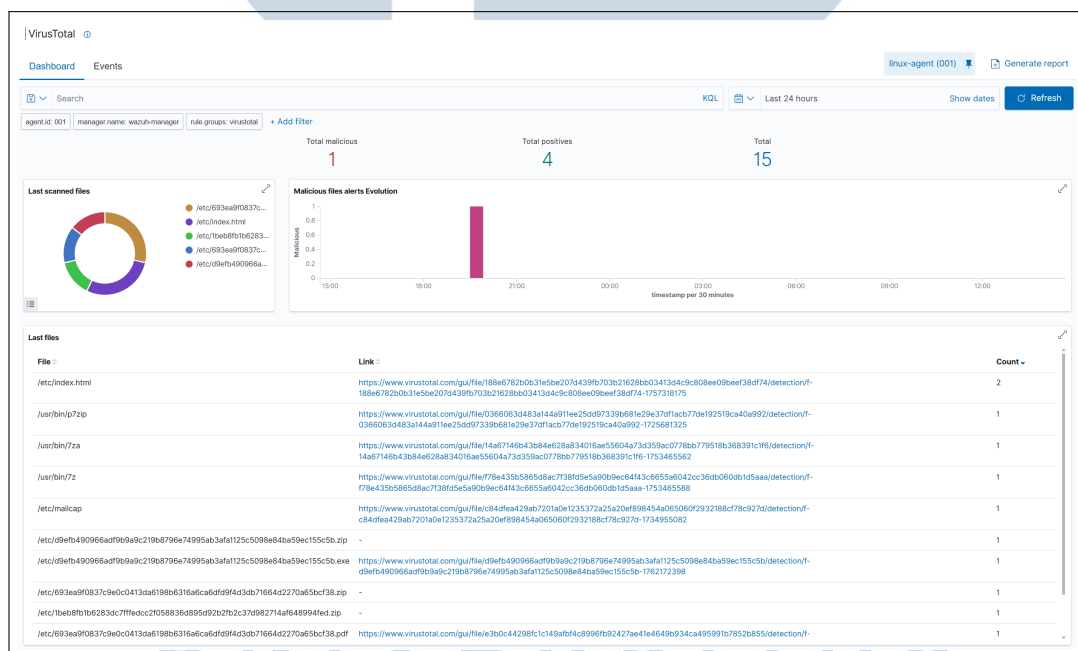 VirusTotal
Dashboard Events
linux-agent (001) Generate report
Search KQL Last 24 hours Show dates Refresh
agent.id: 001 manager.name: wazuh-manager rule.groups: virustotal + Add filter
Total malicious Total positives Total
1 4 15
Last scanned files
/etc/693ea9f0837c...
/etc/index.html
/etc/1beb8fb1b6283...
/etc/693ea9f0837c...
/etc/d9efb490966a...
Malicious files alerts Evolution
Malicious
1
0.8
0.6
0.4
0.2
0
15:00 18:00 21:00 00:00 03:00 06:00 09:00 12:00
timestamp per 30 minutes
Last files
File Link Count
/etc/index.html https://www.virustotal.com/gui/file/188e6782b0b31e5be207d439fb703b21628bb03413d4c9c808ee09beef38df74/detection/f- 2
188e6782b0b31e5be207d439fb703b21628bb03413d4c9c808ee09beef38df74-1757318175
/usr/bin/p7zip https://www.virustotal.com/gui/file/0366063d483a144a911ee25dd97339b681e29e37df1acb77de192519ca40a992/detection/f- 1
0366063d483a144a911ee25dd97339b681e29e37df1acb77de192519ca40a992-1725681325
/usr/bin/7za https://www.virustotal.com/gui/file/14a67146b43b84e628a834016ae55604a73d359ac0778bb779518b368391c1f6/detection/f- 1
14a67146b43b84e628a834016ae55604a73d359ac0778bb779518b368391c1f6-1753465562
/usr/bin/7z https://www.virustotal.com/gui/file/f78e435b5865d8ac7f38fd5e5a90b9ec64f43c6655a6042cc36db060db1d5aaa/detection/f- 1
f78e435b5865d8ac7f38fd5e5a90b9ec64f43c6655a6042cc36db060db1d5aaa-1753465588
/etc/mailcap https://www.virustotal.com/gui/file/c84dfea429ab7201a0e1235372a25a20ef898454a065060f2932188cf78c927d/detection/f- 1
c84dfea429ab7201a0e1235372a25a20ef898454a065060f2932188cf78c927d-1734955082
/etc/d9efb490966adf9b9a9c219b8796e74995ab3afa1125c5098e84ba59ec155c5b.zip - 1
/etc/d9efb490966adf9b9a9c219b8796e74995ab3afa1125c5098e84ba59ec155c5b.exe https://www.virustotal.com/gui/file/d9efb490966adf9b9a9c219b8796e74995ab3afa1125c5098e84ba59ec155c5b/detection/f- 1
d9efb490966adf9b9a9c219b8796e74995ab3afa1125c5098e84ba59ec155c5b-1762172398
/etc/693ea9f0837c9e0c0413da6198b6316a6ca6dfd9f4d3db71664d2270a65bcf38.zip - 1
/etc/1beb8fb1b6283dc7fffedcc2f058836d895d92b2fb2c37d982714af648994fed.zip - 1
/etc/693ea9f0837c9e0c0413da6198b6316a6ca6dfd9f4d3db71664d2270a65bcf38.pdf https://www.virustotal.com/gui/file/e3b0c44298fc1c149afbf4c8996fb92427ae41e4649b934ca495991b7852b855/detection/f- 1